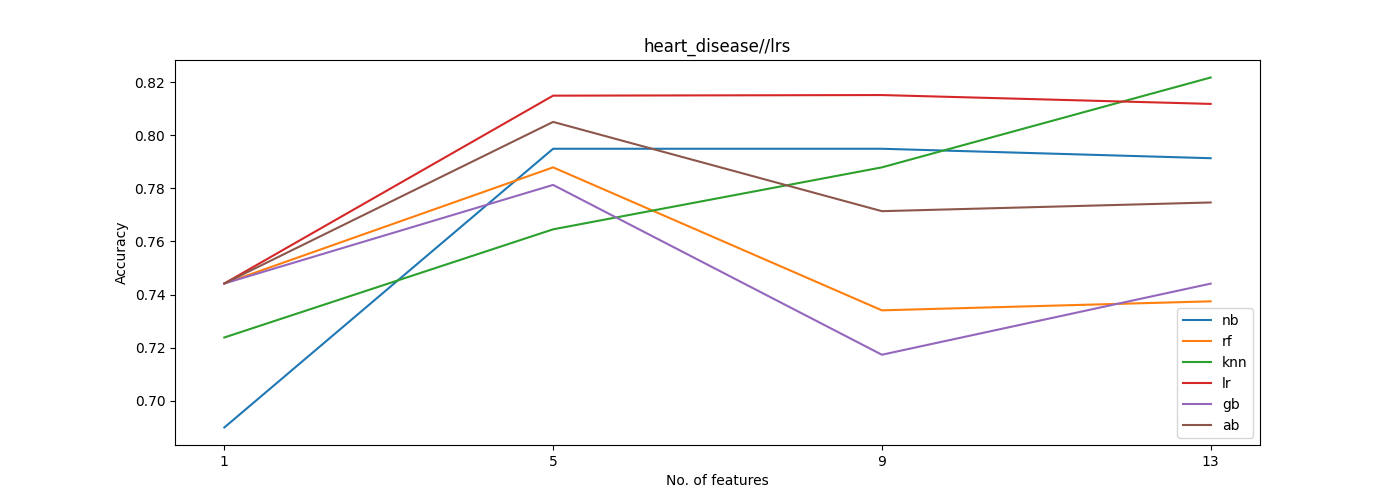 heart_disease//lrs
Accuracy
0.82
0.80
0.78
0.76
0.74
0.72
0.70
nb
rf
knn
lr
gb
ab
1 5 9 13
No. of features